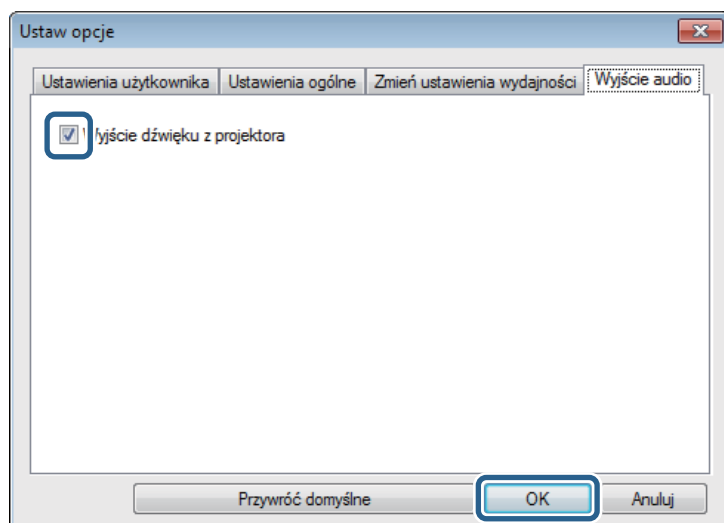 Ustaw opcje
Ustawienia użytkownika Ustawienia ogólne Zmień ustawienia wydajności Wyjście audio
Wyjście dźwięku z projektora
Przywróć domyślne OK Anuluj